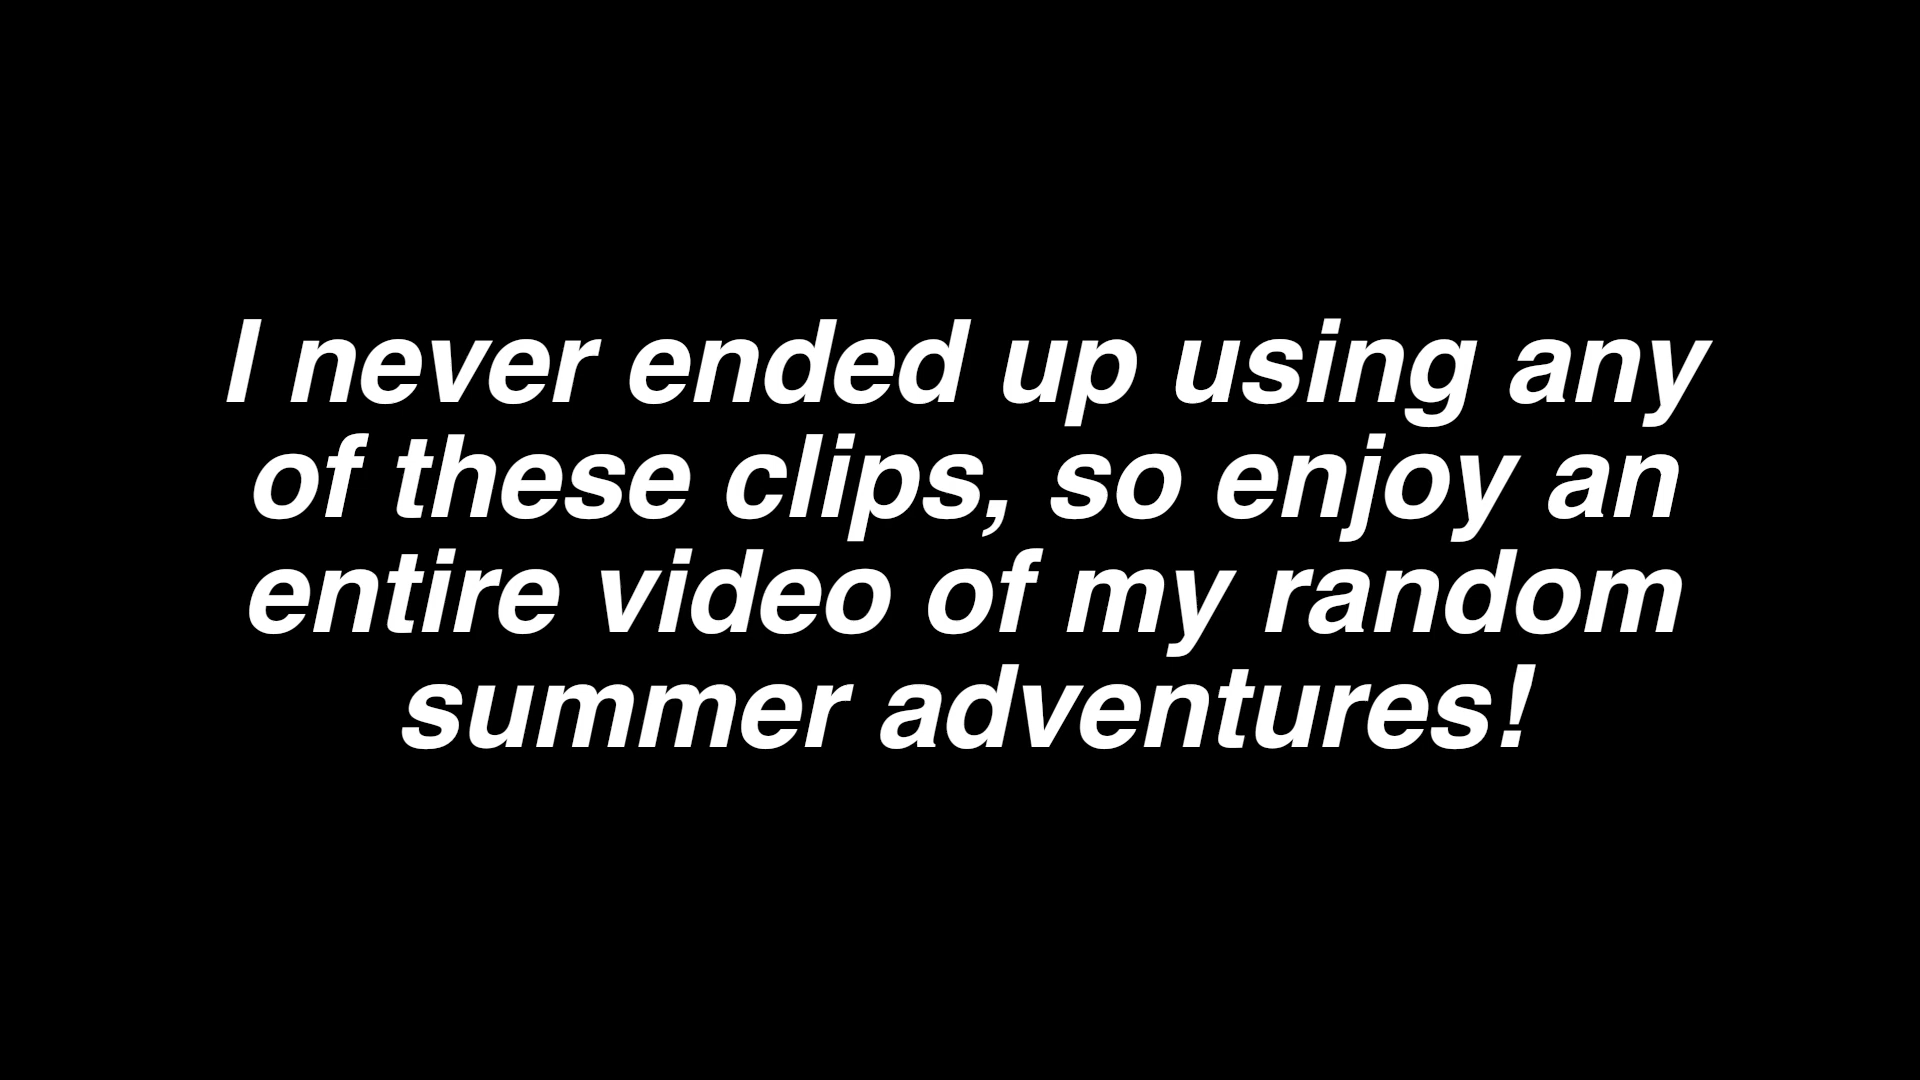 I never ended up using any
of these clips, so enjoy an
entire video of my random
summer adventures!